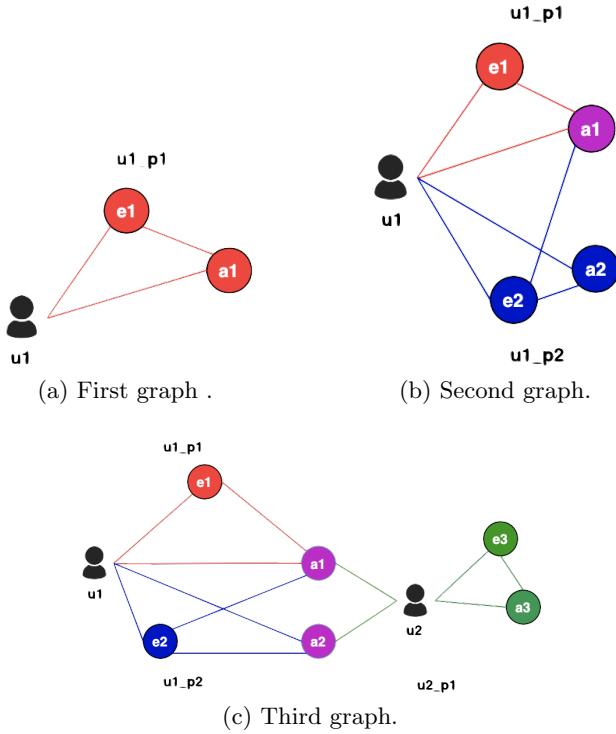 u1_p1
e1
a1
u1
(a) First graph .
u1_p1
e1
a1
u1
a2
e2
u1_p2
(b) Second graph.
u1_p1
e1
u1
a1
e3
a3
u2
e2
a2
u1_p2
u2_p1
(c) Third graph.